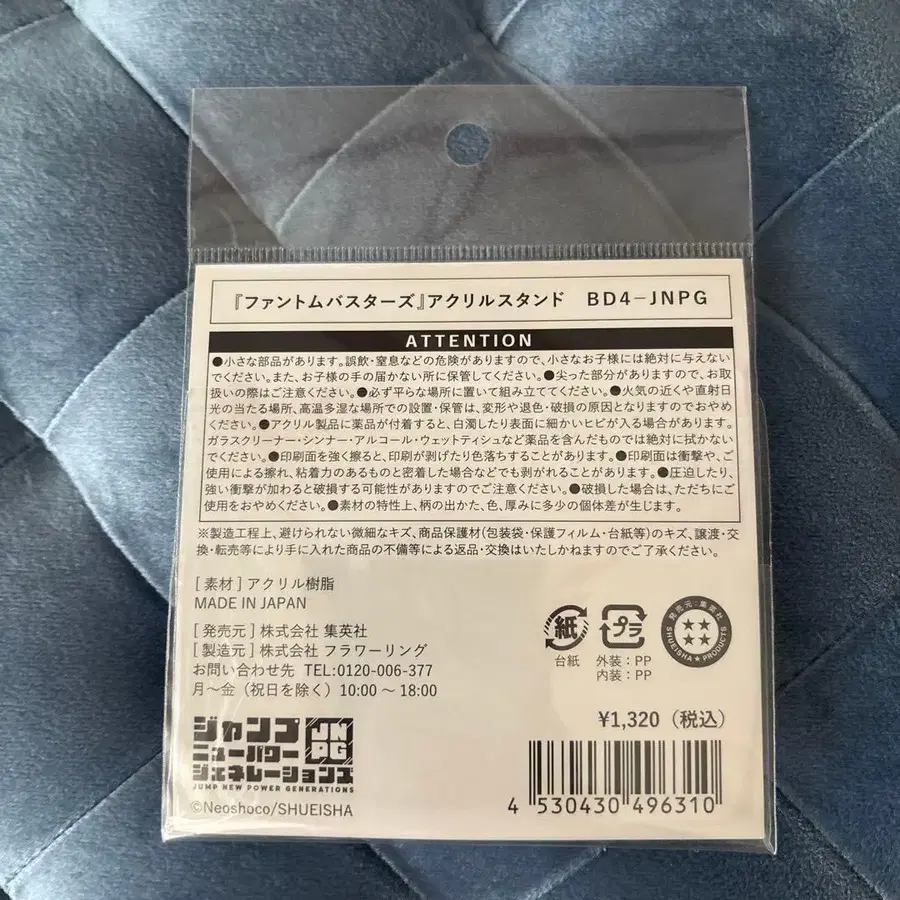 『ファントムバスターズ』アクリルスタンド BD4-JNPG
ATTENTION
●小さな部品があります。誤飲・窒息などの危険がありますので、小さなお子様には絶対に与えない
でください。また、お子様の手の届かない所に保管してください。●尖った部分がありますので、お取
扱いの際はご注意ください。●必ず平らな場所に置いて組み立ててください。●火気の近くや直射日
光の当たる場所、高温多湿な場所での設置・保管は、変形や退色・破損の原因となりますのでおやめ
ください。●アクリル製品に薬品が付着すると、白濁したり表面に細かいヒビが入る場合があります。
ガラスクリーナー・シンナー・アルコール・ウェットティシュなど薬品を含んだものでは絶対に拭かない
でください。●印刷面を強く擦ると、印刷が剥げたり色落ちすることがあります。●印刷面は衝撃や、ご
使用による擦れ、粘着力のあるものと密着した場合などでも剥がれることがあります。●圧迫したり、
強い衝撃が加わると破損する可能性がありますのでご注意ください。●破損した場合は、ただちにご
使用をおやめください。●素材の特性上、柄の出かた、色、厚みに多少の個体差が生じます。
※製造工程上、避けられない微細なキズ、商品保護材(包装袋・保護フィルム・台紙等)のキズ、譲渡・交
換・転売等により手に入れた商品の不備等による返品・交換はいたしかねますのでご了承ください。
[素材] アクリル樹脂
MADE IN JAPAN
[発売元] 株式会社 集英社
[製造元] 株式会社 フラワーリング
お問い合わせ先 TEL:0120-006-377
月～金（祝日を除く）10:00 ～ 18:00
紙
台紙
プラ
外装：PP
内装：PP
発売元：集英社
SHUEISHA★PRODUCTS
¥1,320（税込）
ジャンプ
ニューパワー
ジェネレーションズ
JN
PG
JUMP NEW POWER GENERATIONS
©Neoshoco/SHUEISHA
4 530430 496310